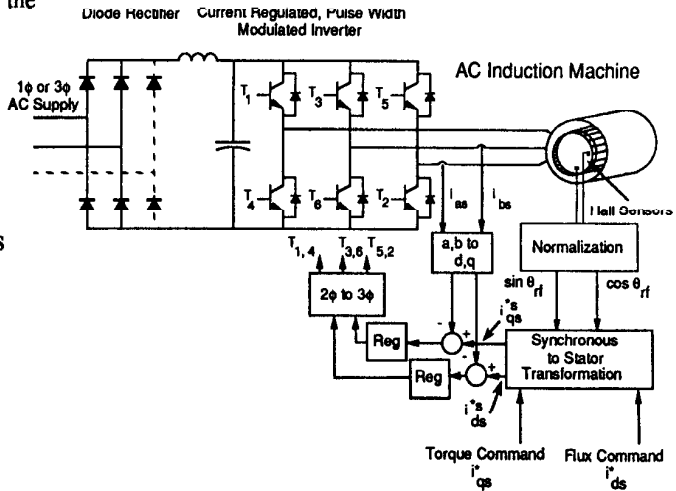 the
Diode Rectifier
Current Regulated, Pulse Width
Modulated Inverter
AC Induction Machine
1ϕ or 3ϕ
AC Supply
T1
T3
T5
T4
T6
T2
ias
ibs
Hall Sensors
s
T1,4
T3,6
T5,2
a,b to
d,q
Normalization
sin θrf
cos θrf
2ϕ to 3ϕ
i*s qs
-
+
Reg
Synchronous
to Stator
Transformation
-
+
Reg
i*s ds
Torque Command
i*qs
Flux Command
i*ds